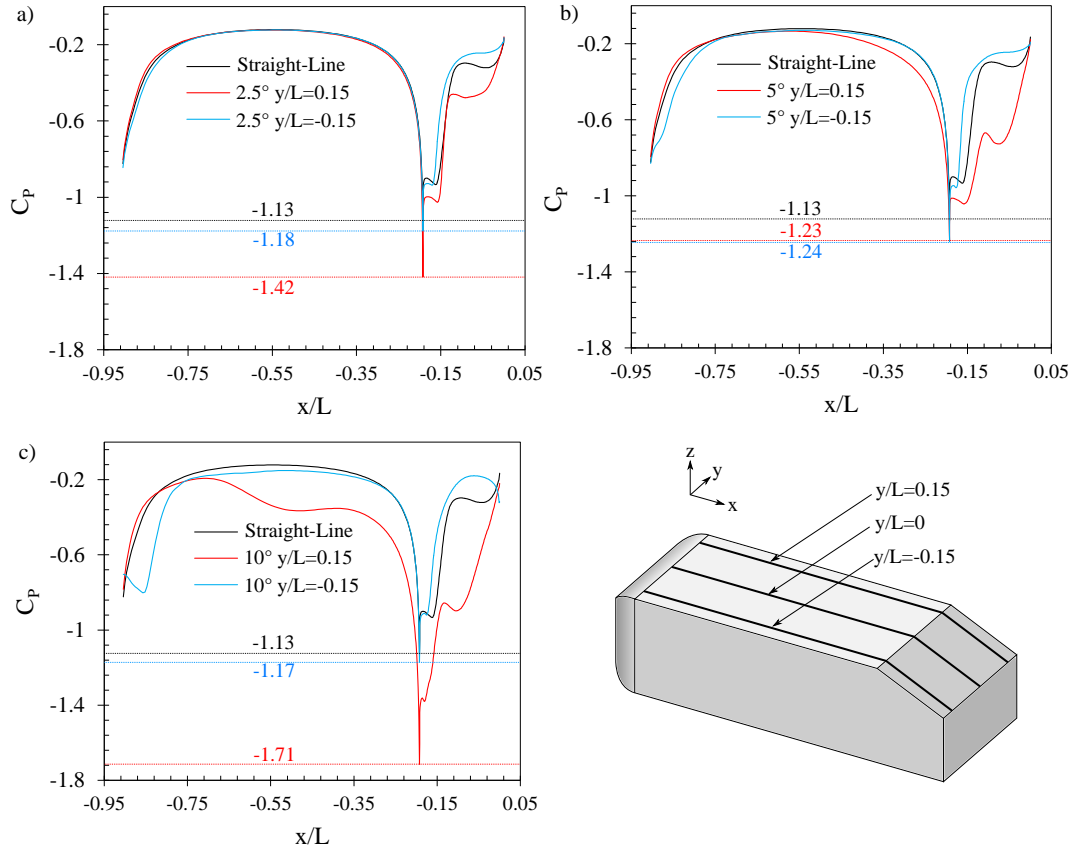 a)
-0.2
-0.6
-1
-1.4
-1.8
C_P
Straight-Line
2.5° y/L=0.15
2.5° y/L=-0.15
-1.13
-1.18
-1.42
-0.95
-0.75
-0.55
-0.35
-0.15
0.05
x/L
b)
-0.2
-0.6
-1
-1.4
-1.8
C_P
Straight-Line
5° y/L=0.15
5° y/L=-0.15
-1.13
-1.23
-1.24
-0.95
-0.75
-0.55
-0.35
-0.15
0.05
x/L
c)
-0.2
-0.6
-1
-1.4
-1.8
C_P
Straight-Line
10° y/L=0.15
10° y/L=-0.15
-1.13
-1.17
-1.71
-0.95
-0.75
-0.55
-0.35
-0.15
0.05
x/L
z
y
x
y/L=0.15
y/L=0
y/L=-0.15